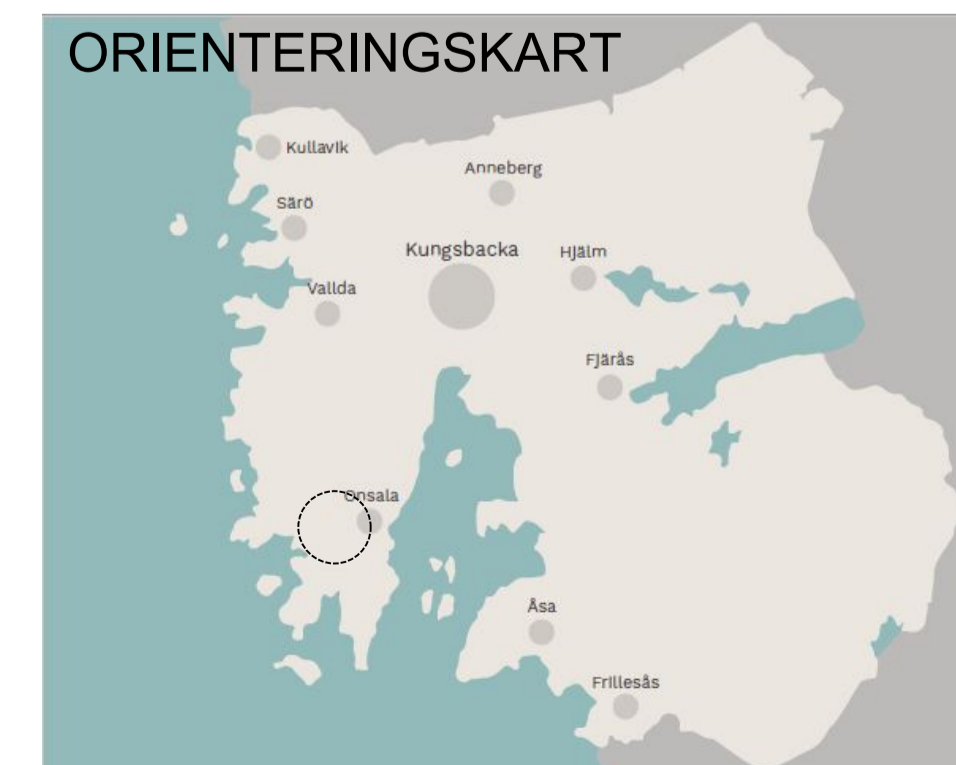 ORIENTERINGSKART
Kullavik
Anneberg
Särö
Kungsbacka
Hjälm
Vallda
Fjärås
Onsala
Åsa
Frillesås